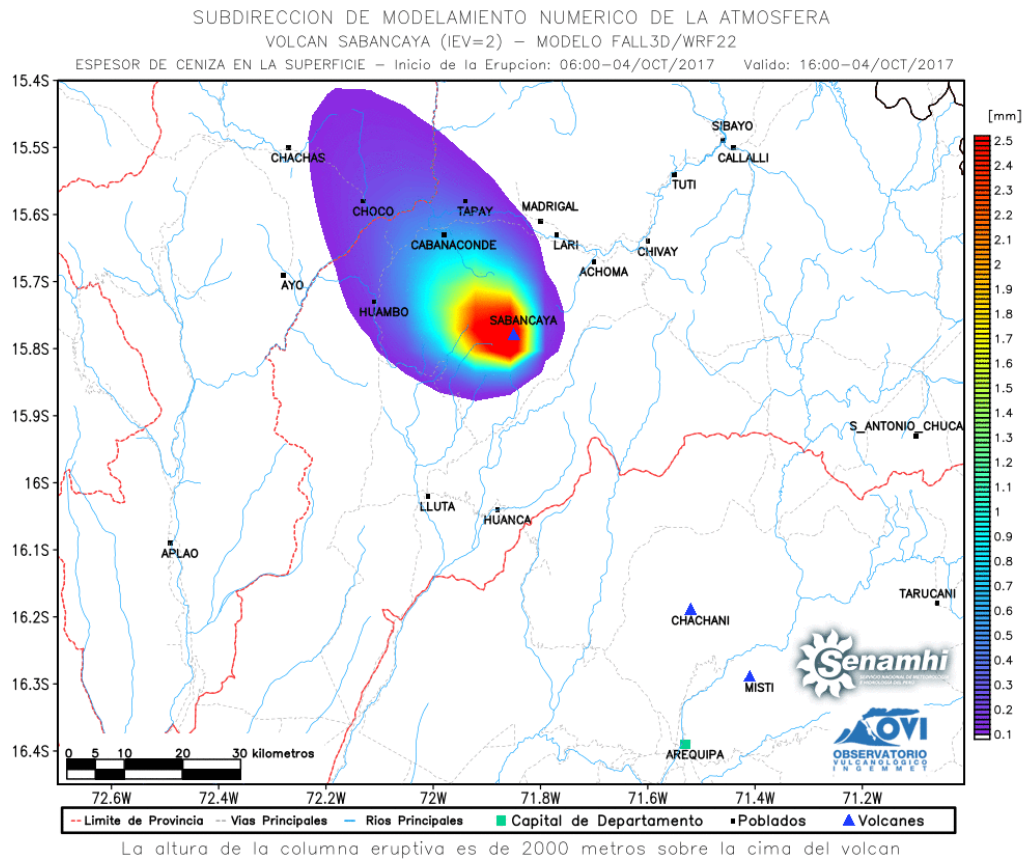 SUBDIRECCION DE MODELAMIENTO NUMERICO DE LA ATMOSFERA
VOLCAN SABANCAYA (IEV=2) – MODELO FALL3D/WRF22
ESPESOR DE CENIZA EN LA SUPERFICIE – Inicio de la Erupcion: 06:00–04/OCT/2017 Valido: 16:00–04/OCT/2017
15.4S
15.5S
15.6S
15.7S
15.8S
15.9S
16S
16.1S
16.2S
16.3S
16.4S
72.6W
72.4W
72.2W
72W
71.8W
71.6W
71.4W
71.2W
SIBAYO
CALLALLI
CHACHAS
TUTI
CHOCO
TAPAY
MADRIGAL
CABANACONDE
LARI
CHIVAY
ACHOMA
AYO
HUAMBO
SABANCAYA
S_ANTONIO_CHUCA
LLUTA
HUANCA
APLAO
TARUCANI
CHACHANI
MISTI
AREQUIPA
[mm]
2.5
2.4
2.3
2.2
2.1
2
1.9
1.8
1.7
1.6
1.5
1.4
1.3
1.2
1.1
1
0.9
0.8
0.7
0.6
0.5
0.4
0.3
0.2
0.1
Senamhi
OVI
OBSERVATORIO
VULCANOLÓGICO
INGEMMET
0 5 10 20 30 kilometros
Limite de Provincia Vias Principales Rios Principales Capital de Departamento Poblados Volcanes
La altura de la columna eruptiva es de 2000 metros sobre la cima del volcan